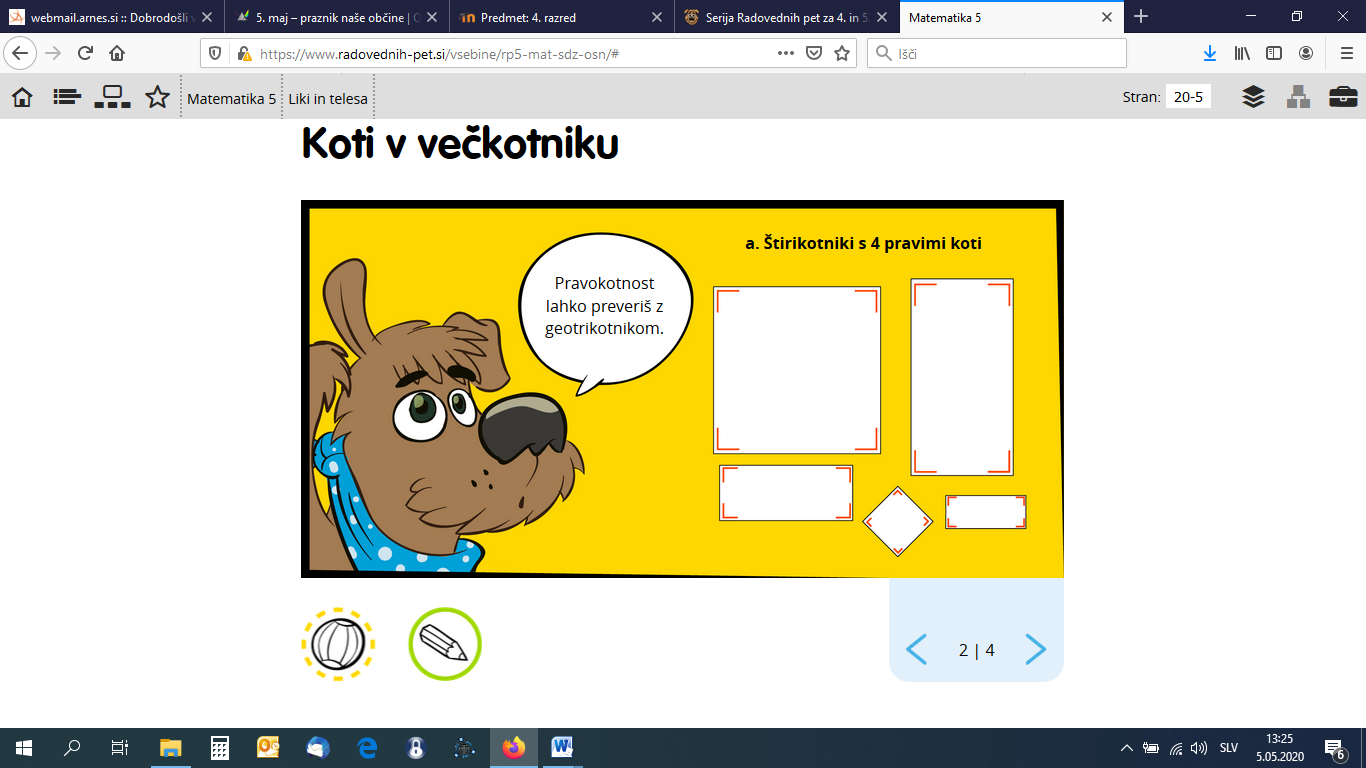 webmail.arnes.si :: Dobrodošli v
5. maj – praznik naše občine | O
Predmet: 4. razred
Serija Radovednih pet za 4. in 5.
Matematika 5
https://www.radovednih-pet.si/vsebine/rp5-mat-sdz-osn/#
Išči
Matematika 5
Liki in telesa
Stran: 20-5
Koti v večkotniku
a. Štirikotniki s 4 pravimi koti
Pravokotnost
lahko preveriš z
geotrikotnikom.
2 | 4
SLV
13:25
5.05.2020
6